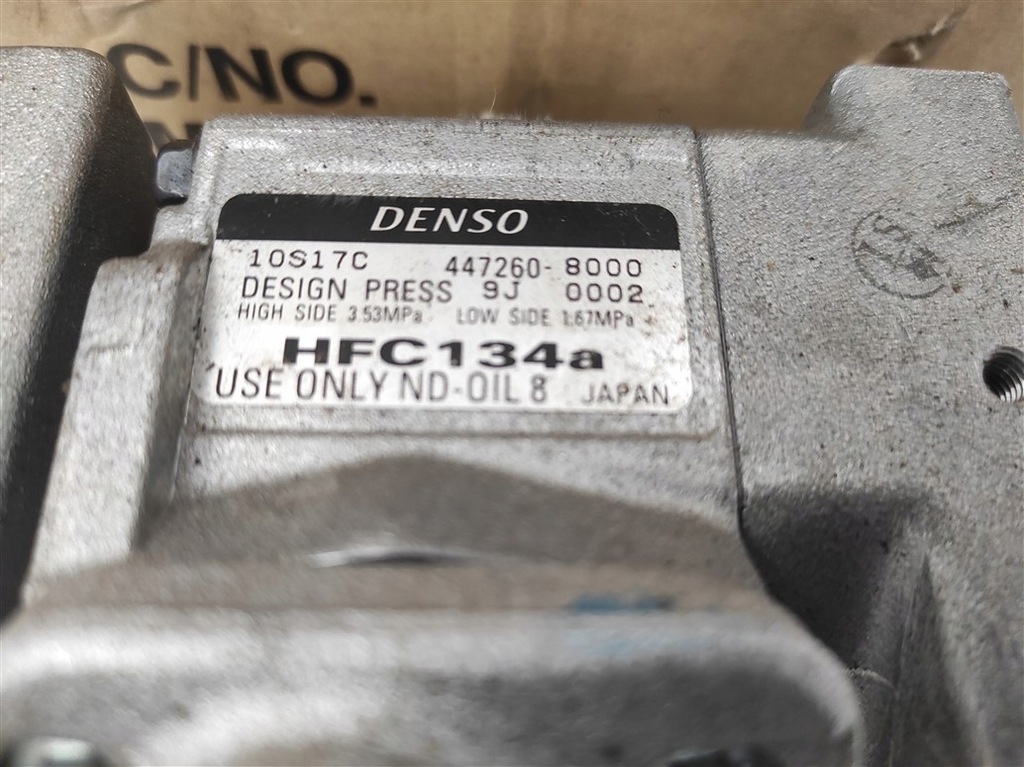 C/NO.
DENSO
10S17C 447260-8000
DESIGN PRESS 9J 0002
HIGH SIDE 3.53MPa LOW SIDE 1.67MPa
HFC134a
USE ONLY ND-OIL 8 JAPAN